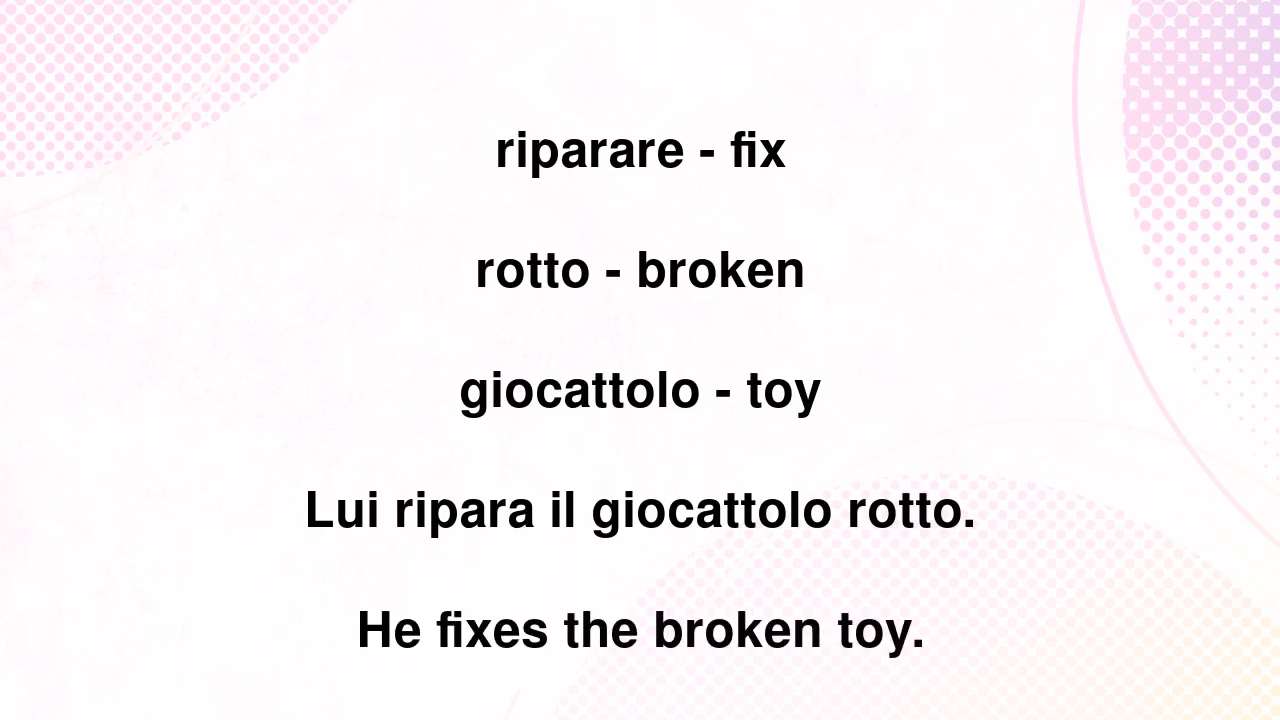 riparare - fix
rotto - broken
giocattolo - toy
Lui ripara il giocattolo rotto.
He fixes the broken toy.